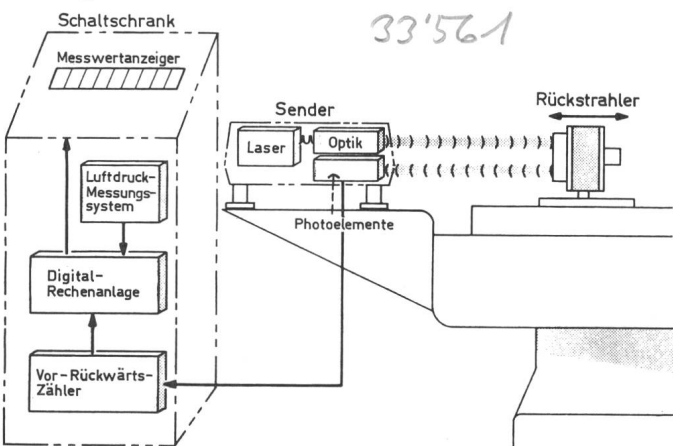 33'561
Schaltschrank
Messwertanzeiger
Sender
Rückstrahler
Laser
Optik
Luftdruck-
Messungs-
system
Photoelemente
Digital-
Rechenanlage
Vor-Rückwärts-
Zähler